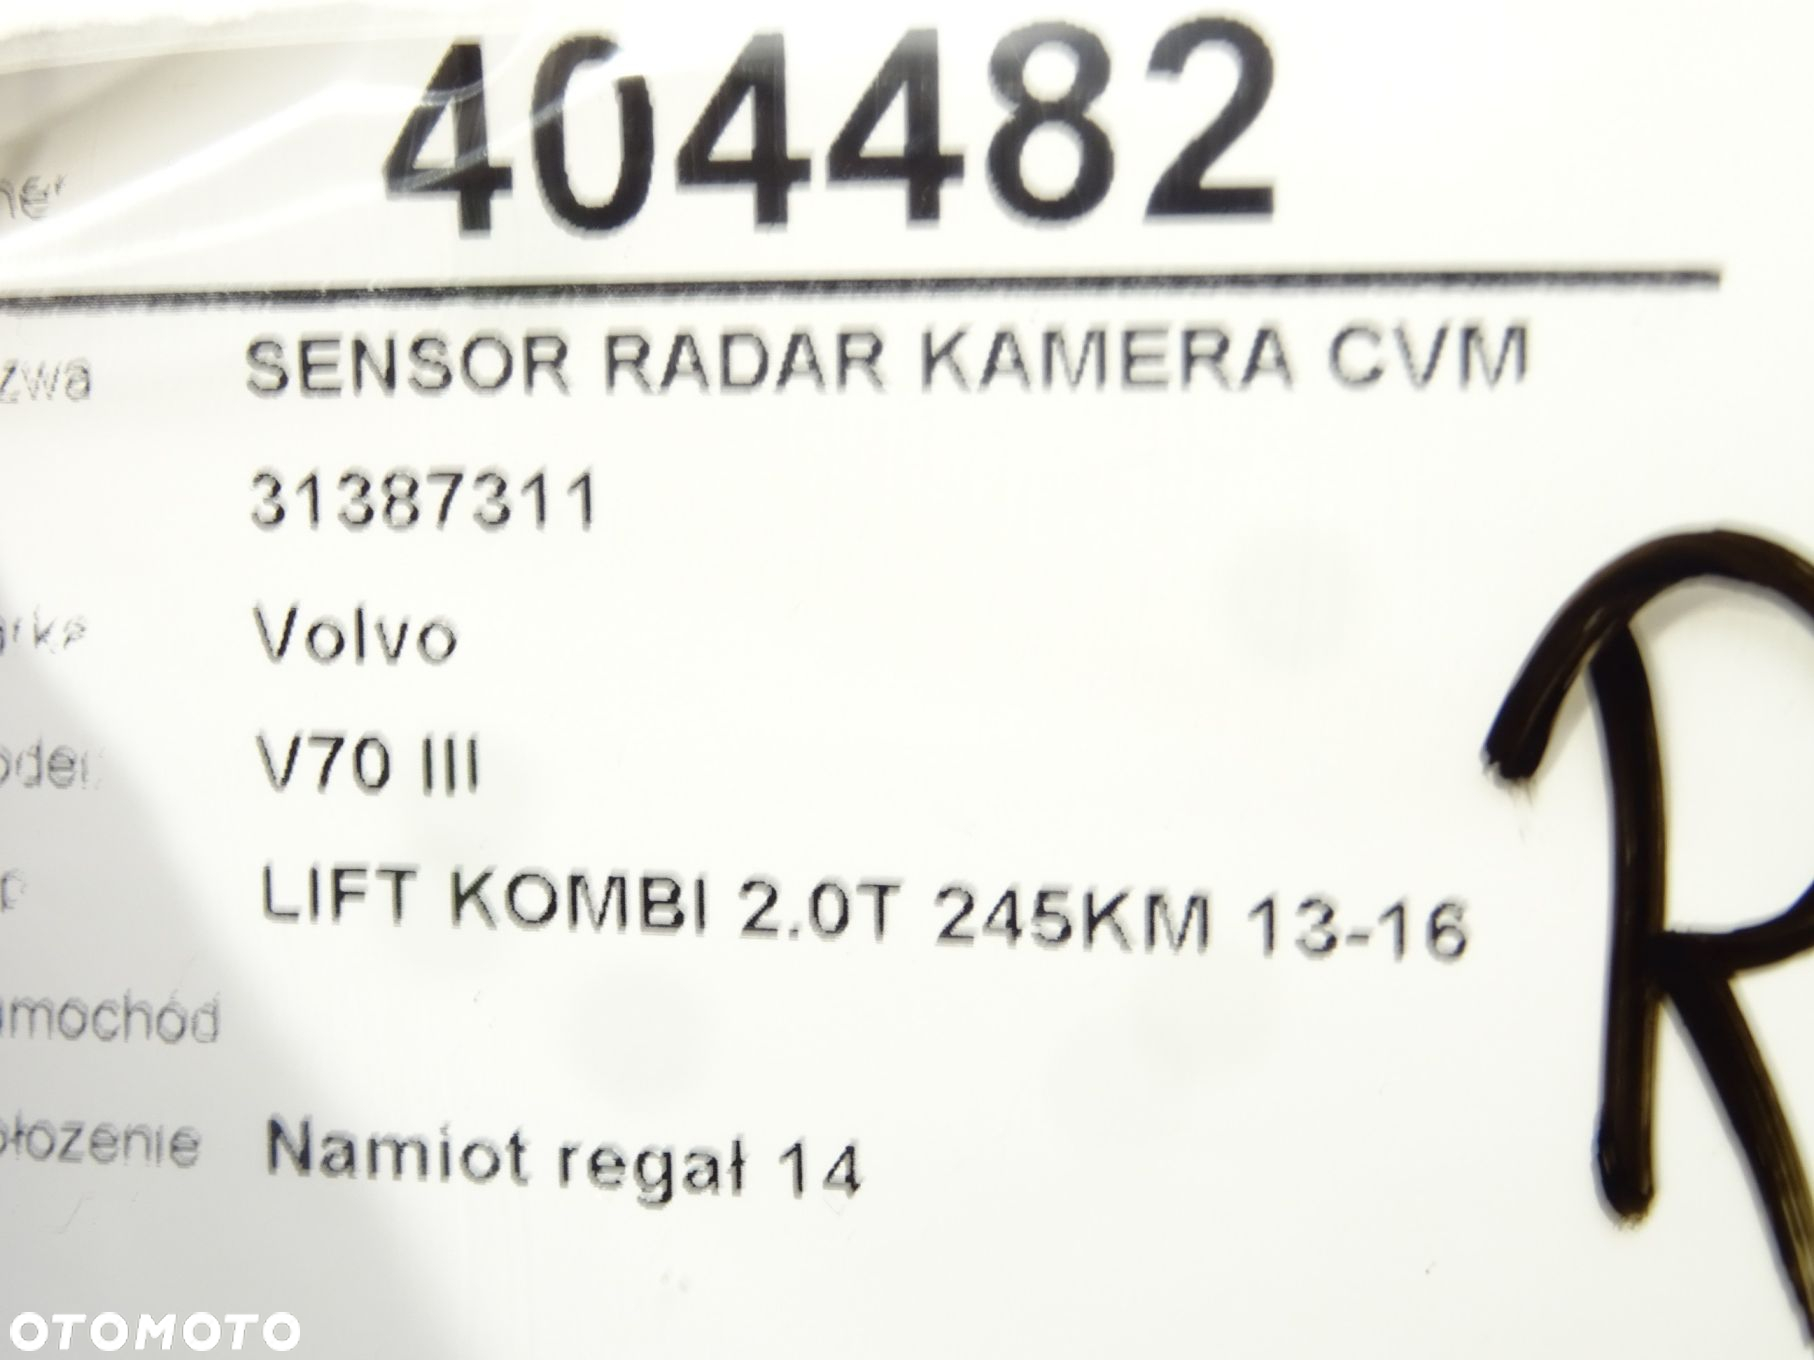 404482
SENSOR RADAR KAMERA CVM
31387311
Volvo
V70 III
LIFT KOMBI 2.0T 245KM 13-16
amochód
ołozenie Namiot regał 14
R
OTOMOTO